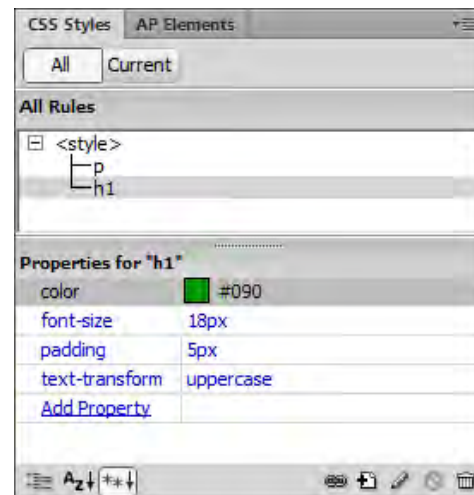 CSS Styles AP Elements
All Current
All Rules
<style>
p
h1
Properties for "h1"
color #090
font-size 18px
padding 5px
text-transform uppercase
Add Property
Az↓ **↓